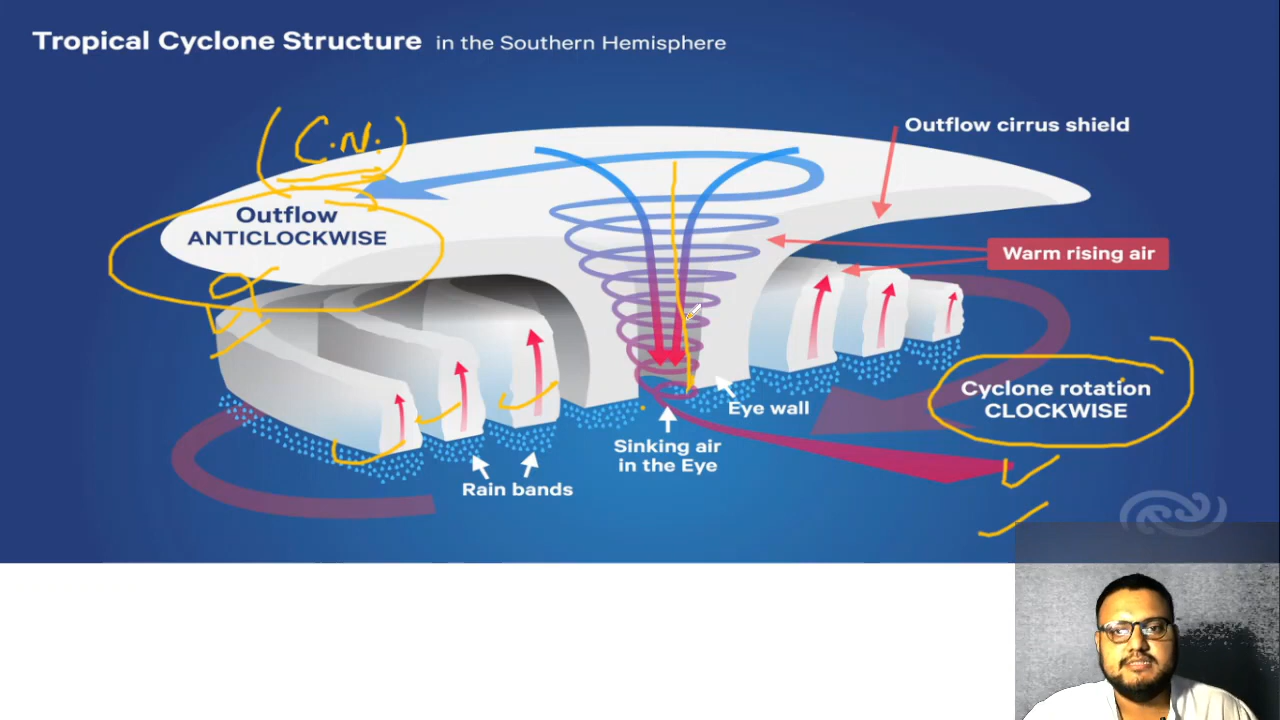 Tropical Cyclone Structure in the Southern Hemisphere
(C.N.)
Outflow cirrus shield
Outflow
ANTICLOCKWISE
Warm rising air
Cyclone rotation
CLOCKWISE
Eye wall
Sinking air
in the Eye
Rain bands